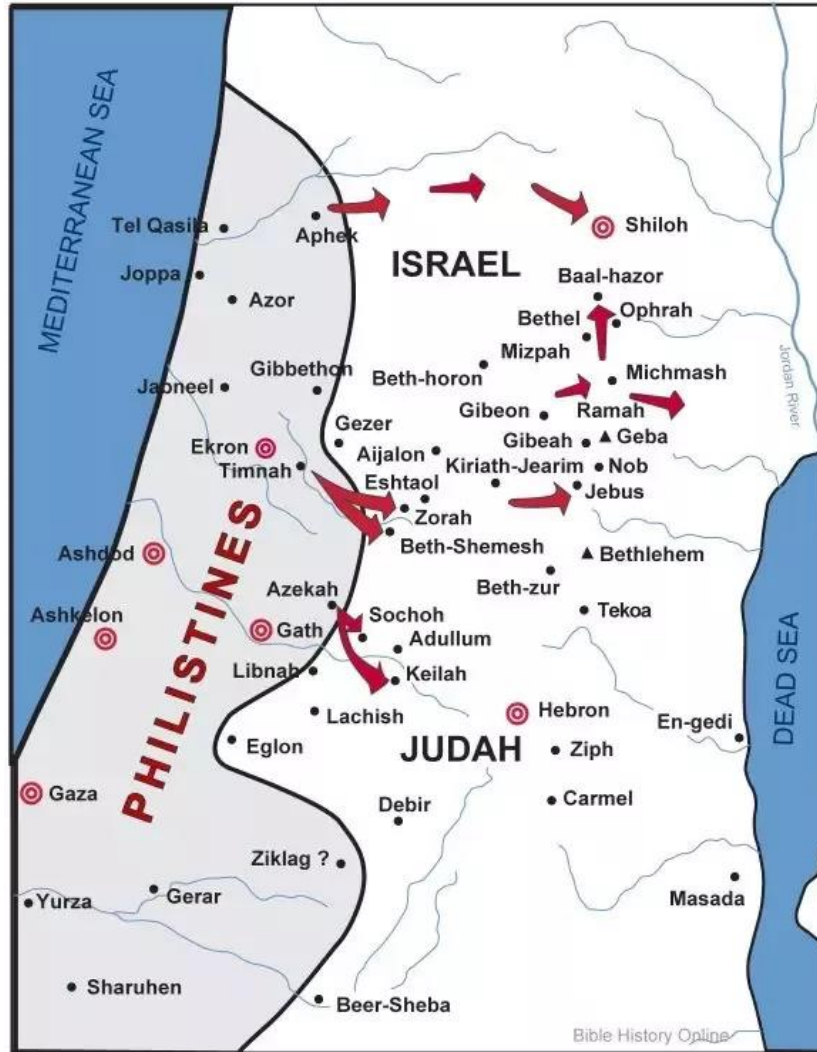 MEDITERRANEAN SEA
Tel Qasila
Aphek
Shiloh
ISRAEL
Joppa
Baal-hazor
Azor
Bethel
Ophrah
Mizpah
Jordan River
Gibbethon
Beth-horon
Jabneel
Michmash
Gibeon
Ramah
Gezer
Gibeah
Geba
Ekron
Aijalon
Timnah
Kiriath-Jearim
Nob
Eshtaol
Jebus
Zorah
Beth-Shemesh
Ashdod
Bethlehem
PHILISTINES
Beth-zur
Azekah
Ashkelon
Sochoh
Tekoa
Gath
Adullum
Libnah
Keilah
Lachish
Hebron
En-gedi
DEAD SEA
Eglon
JUDAH
Ziph
Gaza
Debir
Carmel
Ziklag ?
Yurza
Gerar
Masada
Sharuhen
Beer-Sheba
Bible History Online